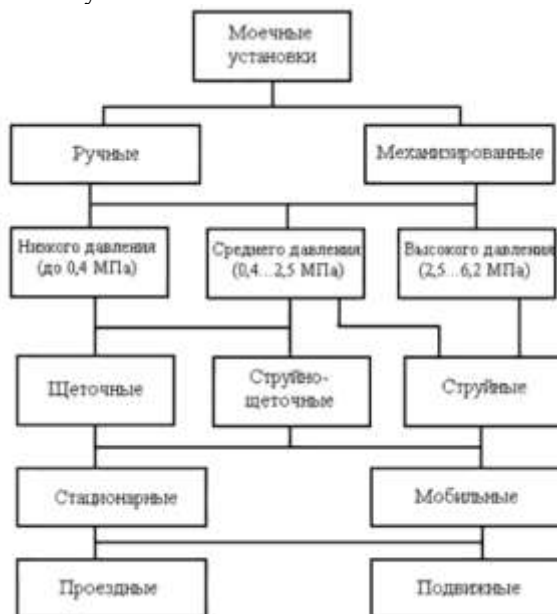 Моечные
установки
Ручные
Механизированные
Низкого давления
(до 0,4 МПа)
Среднего давления
(0,4...2,5 МПа)
Высокого давления
(2,5...6,2 МПа)
Щеточные
Струйно-
щеточные
Струйные
Стационарные
Мобильные
Проездные
Подвижные